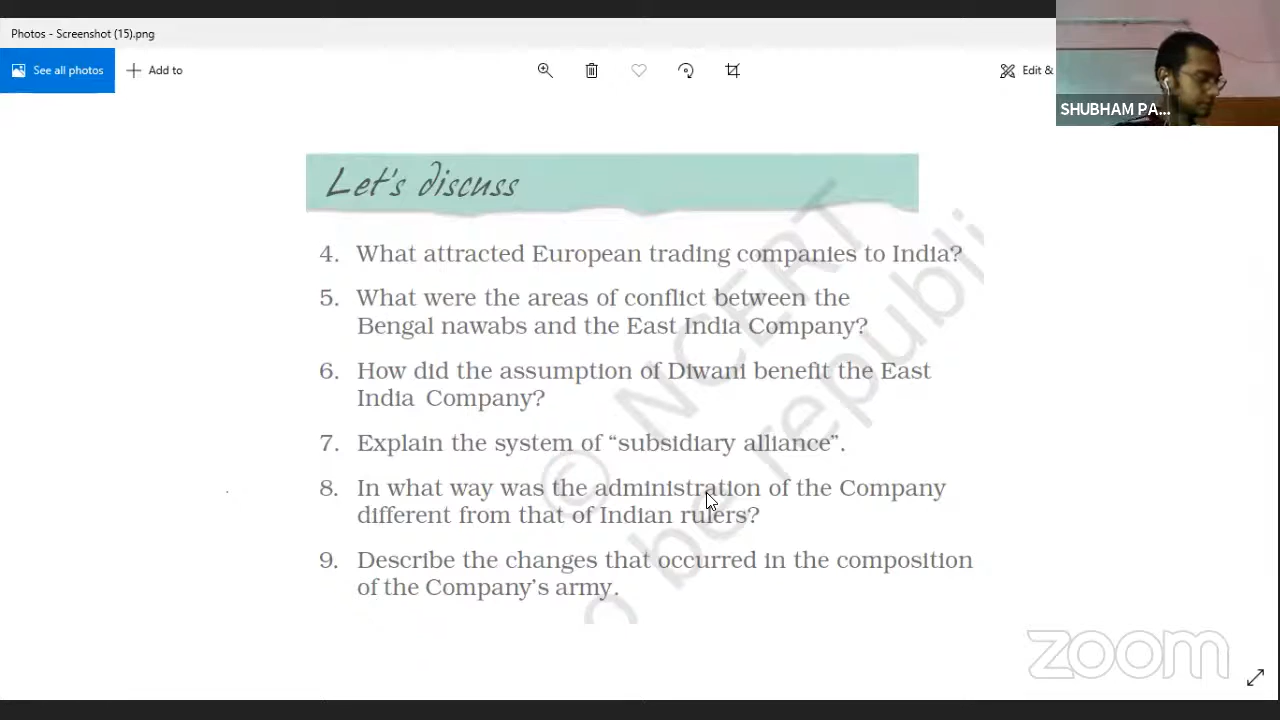 Photos - Screenshot (15).png
See all photos
Add to
Edit &
SHUBHAM PA...
Let's discuss
4. What attracted European trading companies to India?
5. What were the areas of conflict between the
Bengal nawabs and the East India Company?
6. How did the assumption of Diwani benefit the East
India Company?
7. Explain the system of “subsidiary alliance”.
8. In what way was the administration of the Company
different from that of Indian rulers?
9. Describe the changes that occurred in the composition
of the Company’s army.
© NCERT
o be republi
zoom